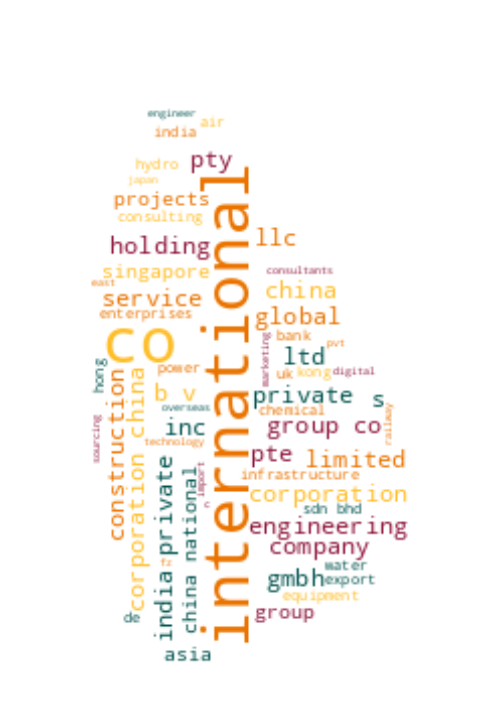 engineer
air
india
hydro
pty
japan
projects
consulting
international
holding
llc
singapore
consultants
east
china
service
enterprises
global
co
bank
marketing
pvt
ltd
hong
power
uk
kong
digital
construction
corporation china
b v
private
s
overseas
chemical
railway
sourcing
inc
group co
technology
pte
limited
india private
import
china national
infrastructure
c
corporation
sdn bhd
engineering
company
fz
water
gmbh
export
equipment
de
group
asia